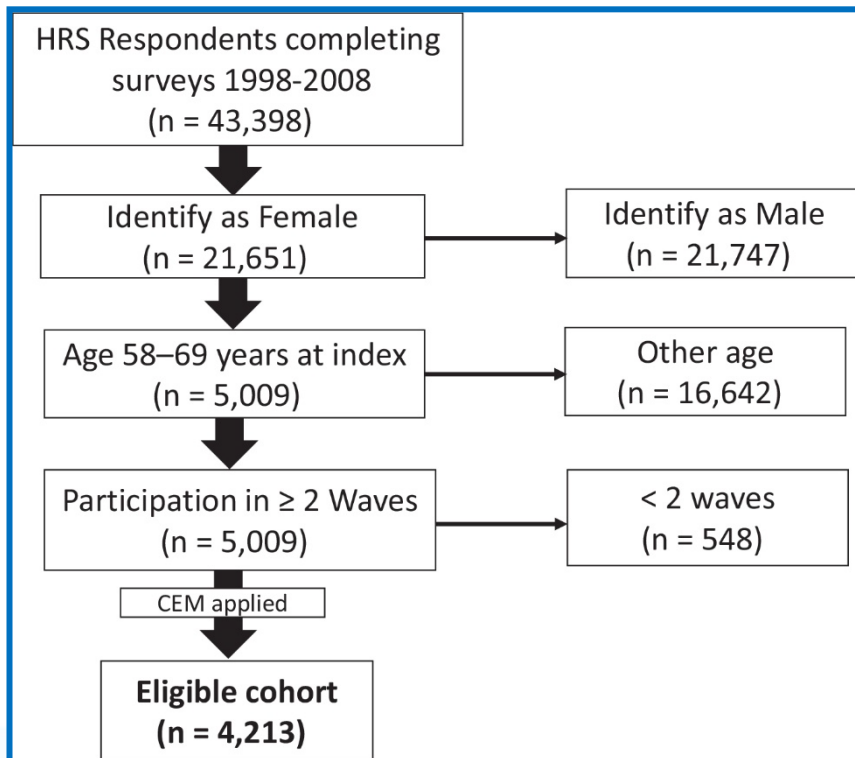 HRS Respondents completing
surveys 1998-2008
(n = 43,398)
Identify as Female
(n = 21,651)
Identify as Male
(n = 21,747)
Age 58–69 years at index
(n = 5,009)
Other age
(n = 16,642)
Participation in ≥ 2 Waves
(n = 5,009)
< 2 waves
(n = 548)
CEM applied
Eligible cohort
(n = 4,213)